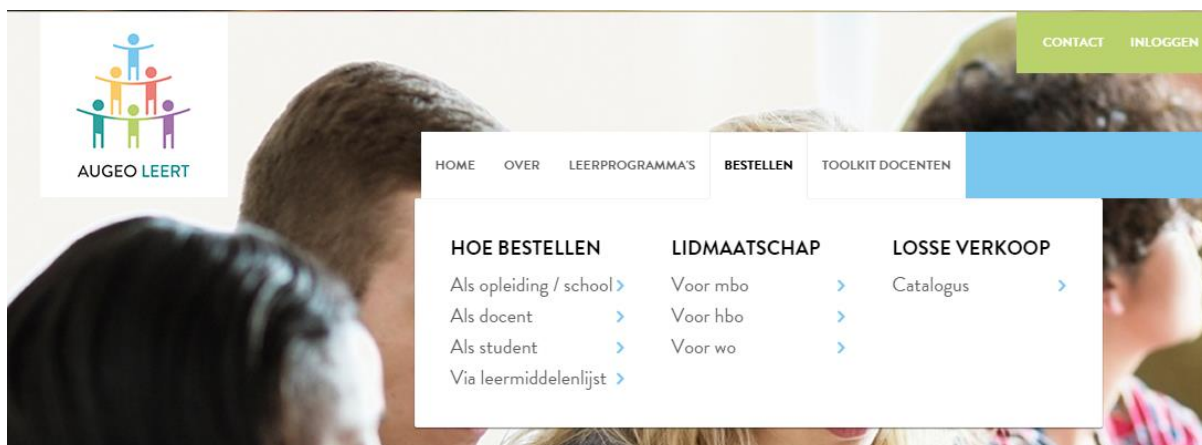 CONTACT INLOGGEN
AUGEO LEERT
HOME OVER LEERPROGRAMMA'S BESTELLEN TOOLKIT DOCENTEN
HOE BESTELLEN
Als opleiding / school
Als docent
Als student
Via leermiddelenlijst
LIDMAATSCHAP
Voor mbo
Voor hbo
Voor wo
LOSSE VERKOOP
Catalogus